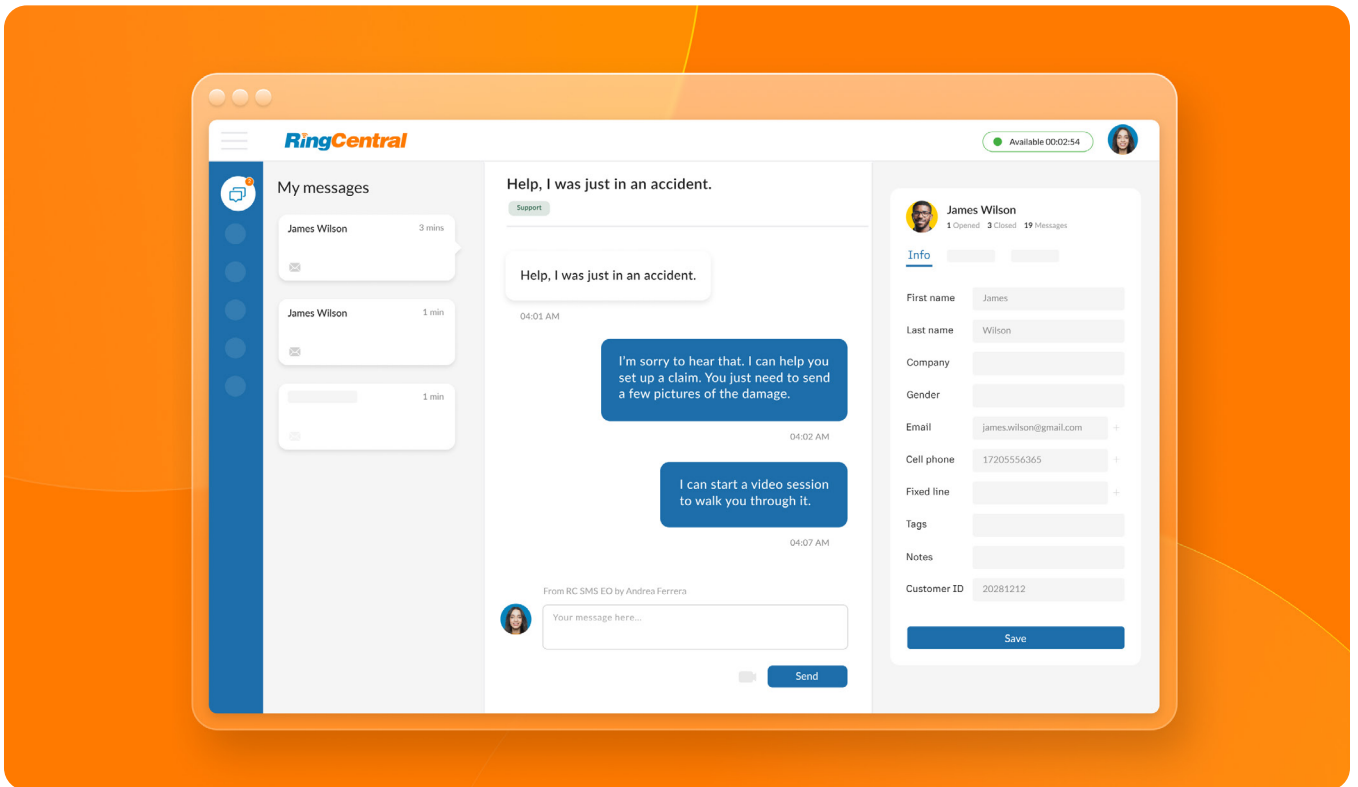 RingCentral
Available 00:02:54
My messages
James Wilson
3 mins
James Wilson
1 min
1 min
Help, I was just in an accident.
Support
Help, I was just in an accident.
04:01 AM
I'm sorry to hear that. I can help you
set up a claim. You just need to send
a few pictures of the damage.
04:02 AM
I can start a video session
to walk you through it.
04:07 AM
From RC SMS EO by Andrea Ferrera
Your message here...
Send
James Wilson
1 Opened 3 Closed 19 Messages
Info
First name James
Last name Wilson
Company
Gender
Email james.wilson@gmail.com +
Cell phone 17205556365 +
Fixed line +
Tags
Notes
Customer ID 20281212
Save